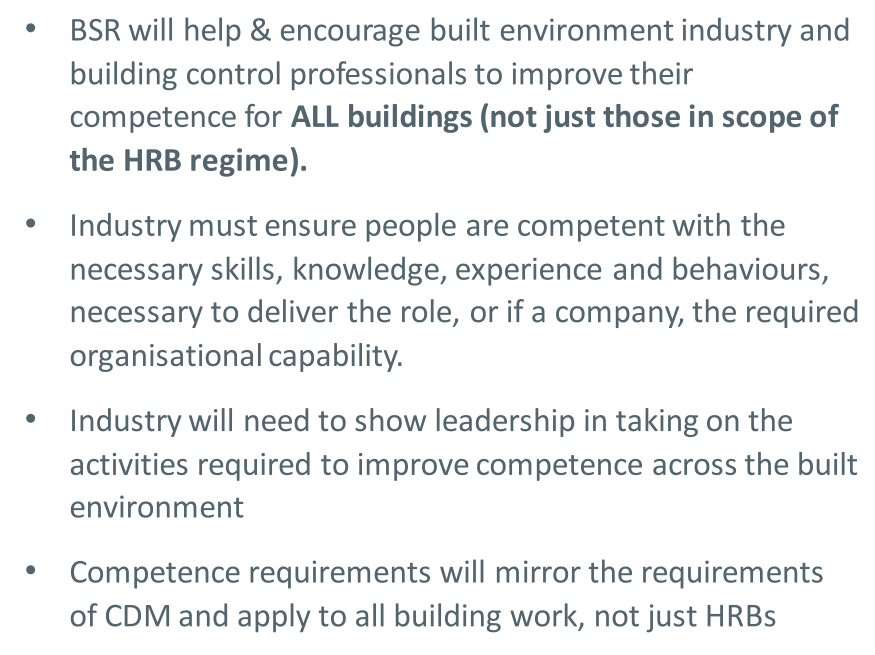 • BSR will help & encourage built environment industry and
building control professionals to improve their
competence for ALL buildings (not just those in scope of
the HRB regime).
• Industry must ensure people are competent with the
necessary skills, knowledge, experience and behaviours,
necessary to deliver the role, or if a company, the required
organisational capability.
• Industry will need to show leadership in taking on the
activities required to improve competence across the built
environment
• Competence requirements will mirror the requirements
of CDM and apply to all building work, not just HRBs